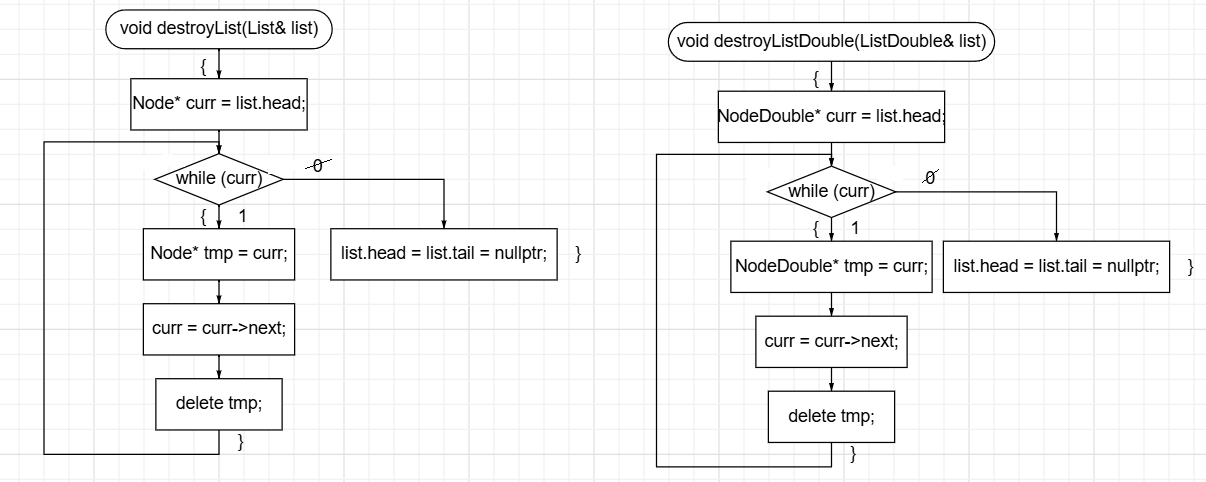 void destroyList(List& list)
{
Node* curr = list.head;
while (curr)
0
{
1
Node* tmp = curr;
list.head = list.tail = nullptr;
}
curr = curr->next;
delete tmp;
}
void destroyListDouble(ListDouble& list)
{
NodeDouble* curr = list.head;
while (curr)
0
{
1
NodeDouble* tmp = curr;
list.head = list.tail = nullptr;
}
curr = curr->next;
delete tmp;
}